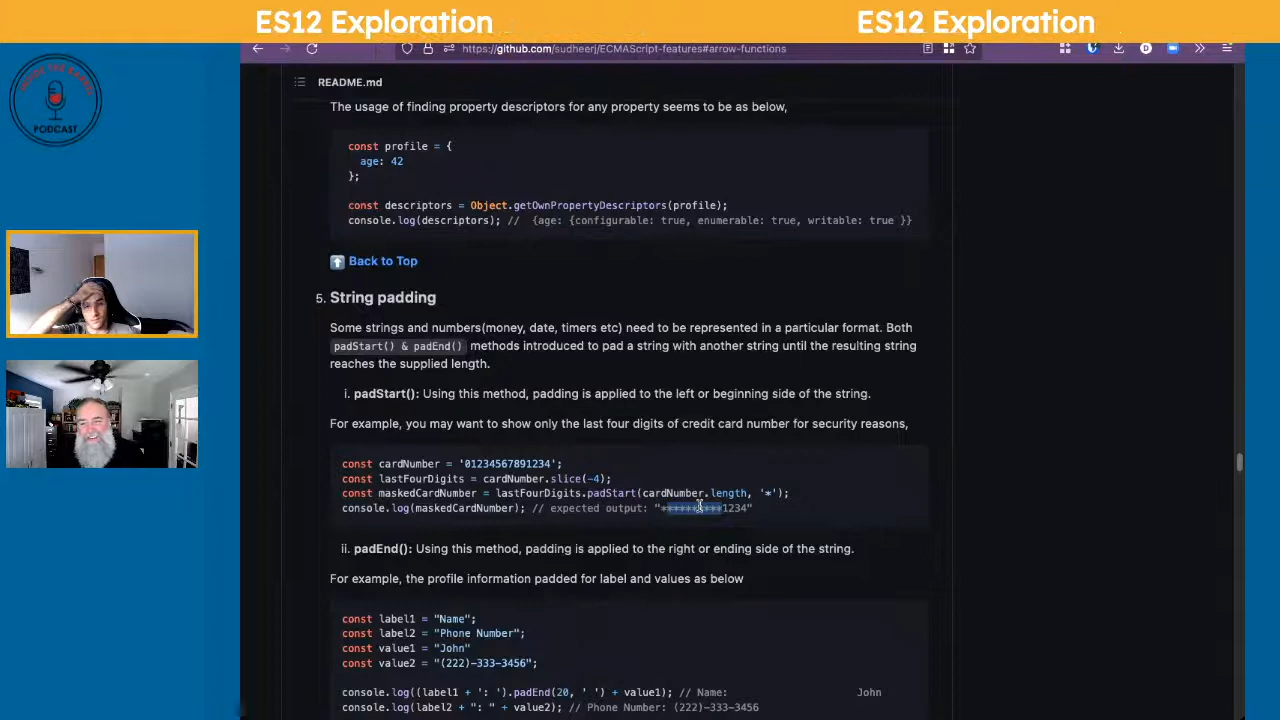 ES12 Exploration ES12 Exploration
https://github.com/sudheerj/ECMAScript-features#arrow-functions
PODCAST
README.md
The usage of finding property descriptors for any property seems to be as below,
const profile = {
age: 42
};
const descriptors = Object.getOwnPropertyDescriptors(profile);
console.log(descriptors); // {age: {configurable: true, enumerable: true, writable: true }}
Back to Top
5. String padding
Some strings and numbers(money, date, timers etc) need to be represented in a particular format. Both
padStart() & padEnd() methods introduced to pad a string with another string until the resulting string
reaches the supplied length.
i. padStart(): Using this method, padding is applied to the left or beginning side of the string.
For example, you may want to show only the last four digits of credit card number for security reasons,
const cardNumber = '01234567891234';
const lastFourDigits = cardNumber.slice(-4);
const maskedCardNumber = lastFourDigits.padStart(cardNumber.length, '*');
console.log(maskedCardNumber); // expected output: "**********1234"
ii. padEnd(): Using this method, padding is applied to the right or ending side of the string.
For example, the profile information padded for label and values as below
const label1 = "Name";
const label2 = "Phone Number";
const value1 = "John"
const value2 = "(222)-333-3456";
console.log((label1 + ': ').padEnd(20, ' ') + value1); // Name: John
console.log(label2 + ": " + value2); // Phone Number: (222)-333-3456